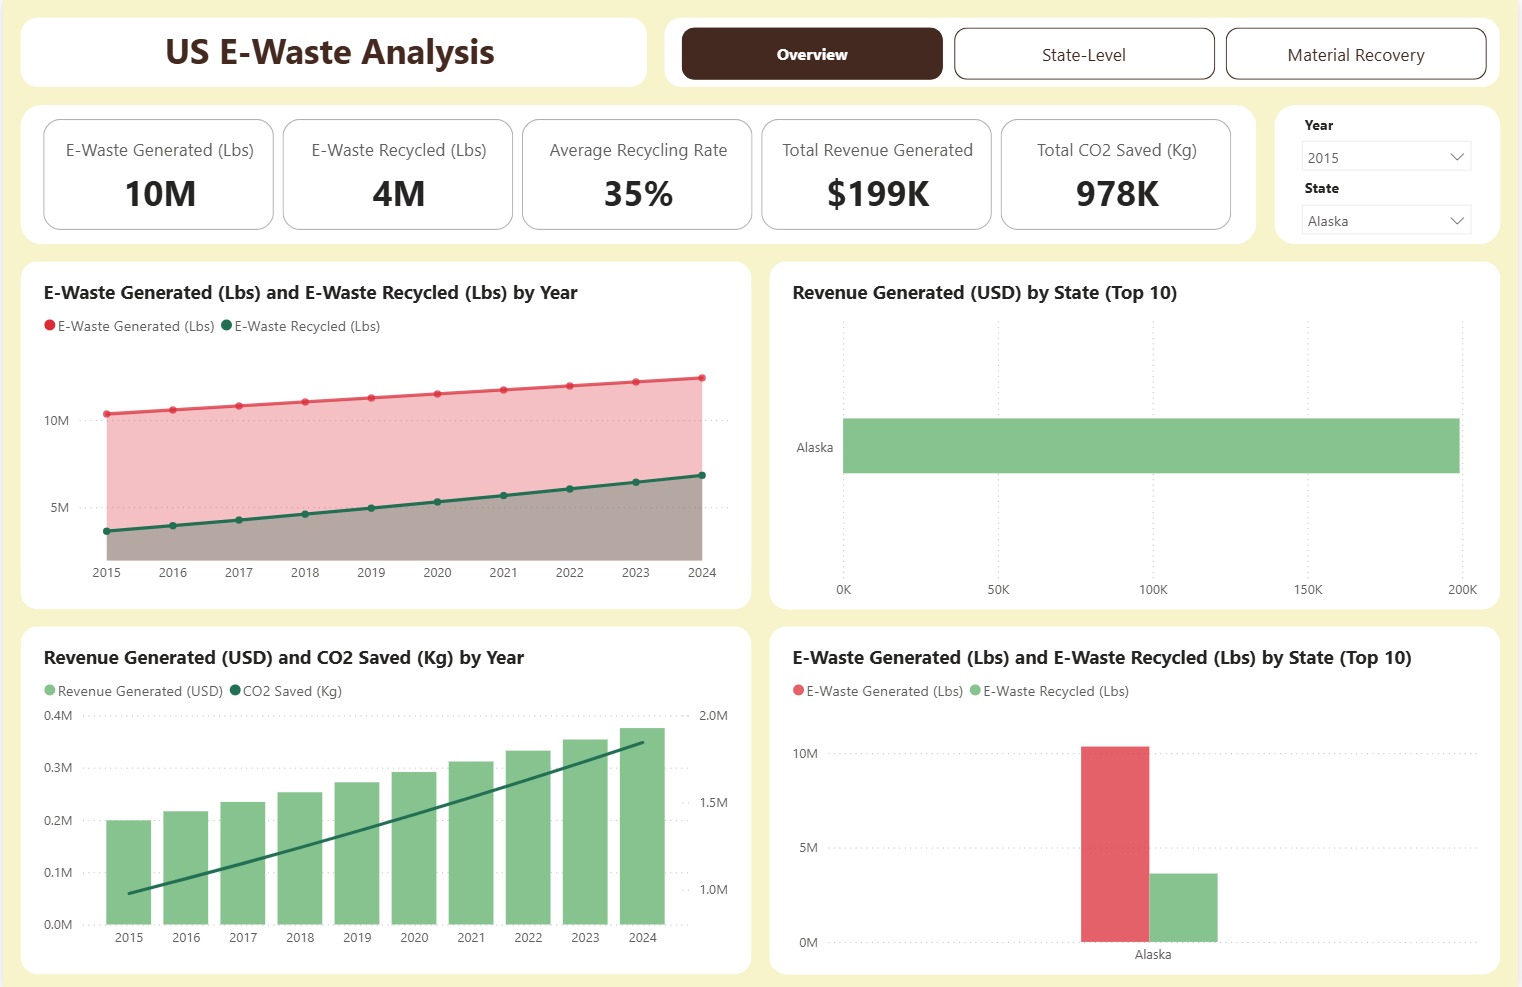 US E-Waste Analysis
Overview
State-Level
Material Recovery
E-Waste Generated (Lbs)
10M
E-Waste Recycled (Lbs)
4M
Average Recycling Rate
35%
Total Revenue Generated
$199K
Total CO2 Saved (Kg)
978K
Year
2015
State
Alaska
E-Waste Generated (Lbs) and E-Waste Recycled (Lbs) by Year
E-Waste Generated (Lbs) E-Waste Recycled (Lbs)
10M
5M
2015 2016 2017 2018 2019 2020 2021 2022 2023 2024
Revenue Generated (USD) by State (Top 10)
Alaska
0K 50K 100K 150K 200K
Revenue Generated (USD) and CO2 Saved (Kg) by Year
Revenue Generated (USD) CO2 Saved (Kg)
0.4M 2.0M
0.3M
1.5M
0.2M
0.1M
1.0M
0.0M
2015 2016 2017 2018 2019 2020 2021 2022 2023 2024
E-Waste Generated (Lbs) and E-Waste Recycled (Lbs) by State (Top 10)
E-Waste Generated (Lbs) E-Waste Recycled (Lbs)
10M
5M
0M
Alaska